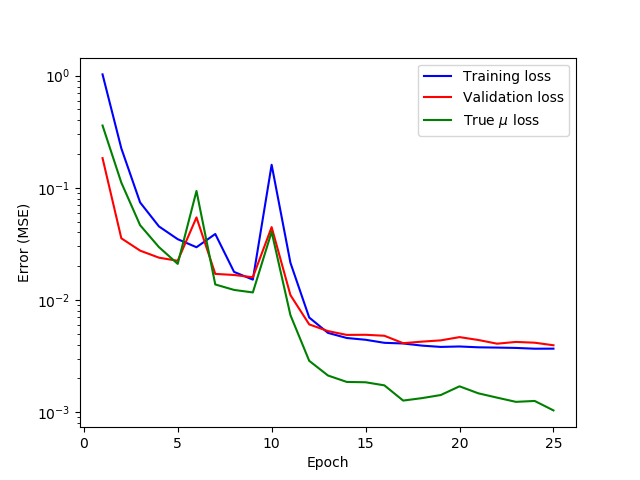 Training loss
Validation loss
True μ loss
10⁰
10⁻¹
10⁻²
10⁻³
Error (MSE)
0
5
10
15
20
25
Epoch